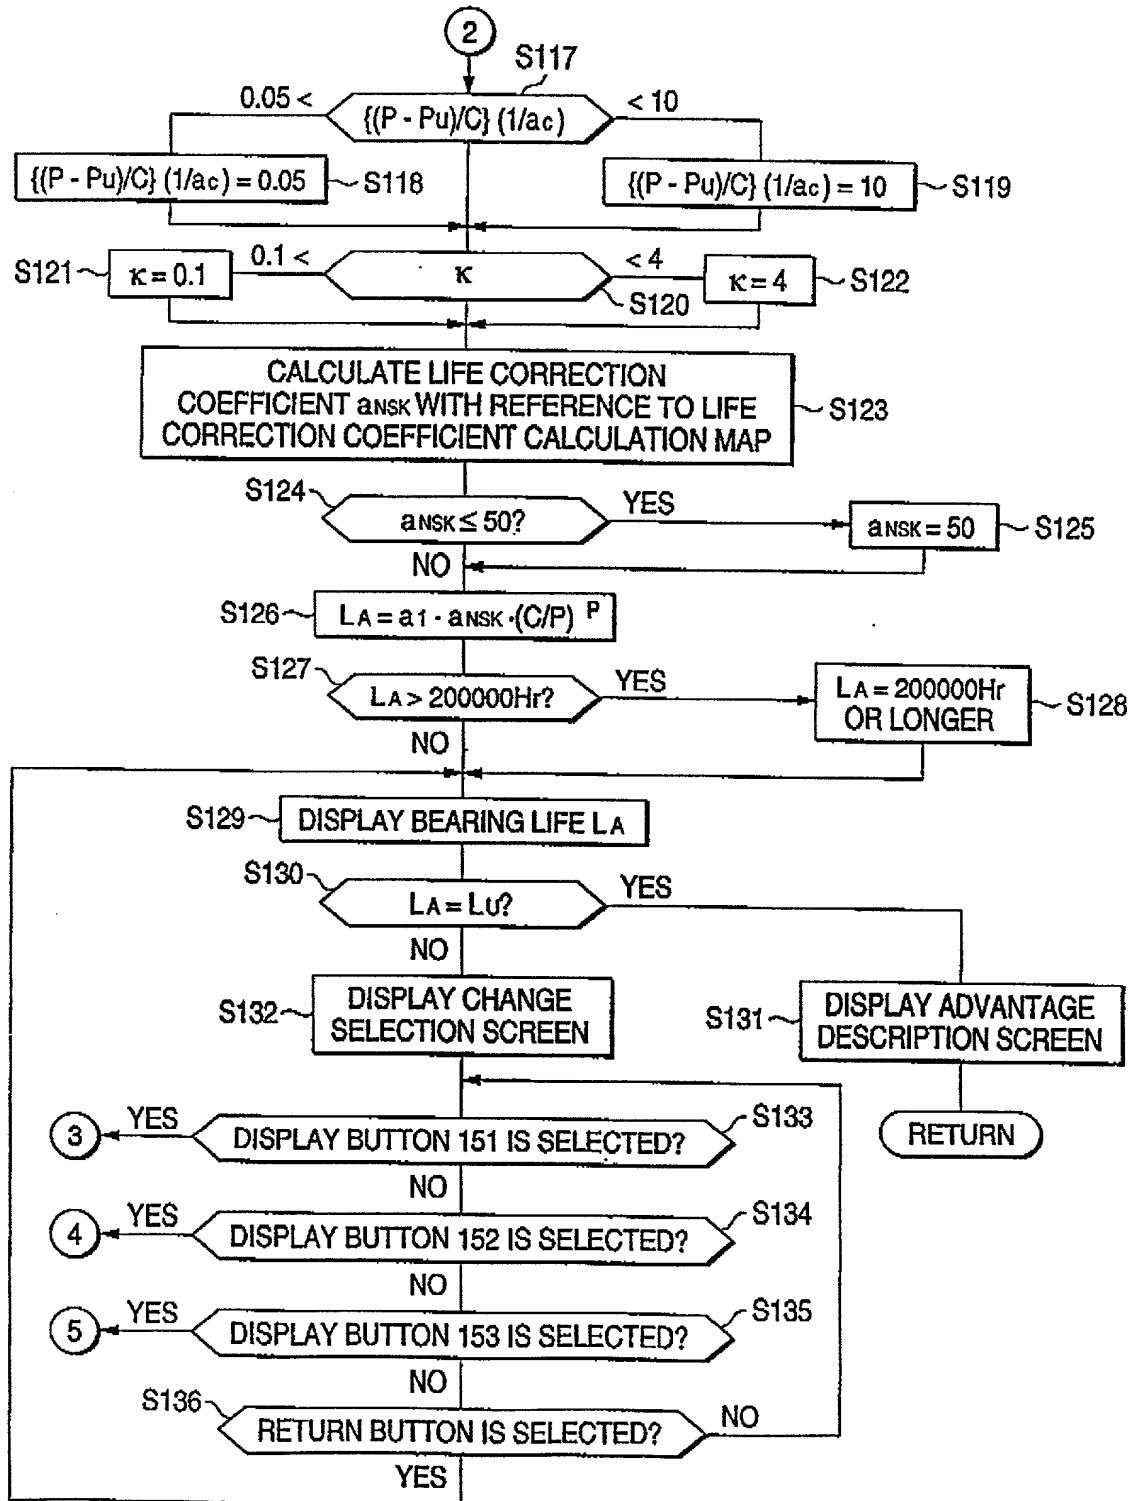 2
S117
0.05 <
{(P - Pu)/C} (1/ac)
< 10
{(P - Pu)/C} (1/ac) = 0.05
S118
{(P - Pu)/C} (1/ac) = 10
S119
S121
κ = 0.1
0.1 <
κ
< 4
S120
κ = 4
S122
CALCULATE LIFE CORRECTION
COEFFICIENT aNSK WITH REFERENCE TO LIFE
CORRECTION COEFFICIENT CALCULATION MAP
S123
S124
aNSK ≤ 50?
YES
aNSK = 50
S125
NO
S126
LA = a1 · aNSK · (C/P) P
S127
LA > 200000Hr?
YES
LA = 200000Hr
OR LONGER
S128
NO
S129
DISPLAY BEARING LIFE LA
S130
LA = LU?
YES
NO
S132
DISPLAY CHANGE
SELECTION SCREEN
S131
DISPLAY ADVANTAGE
DESCRIPTION SCREEN
RETURN
3
YES
DISPLAY BUTTON 151 IS SELECTED?
S133
NO
4
YES
DISPLAY BUTTON 152 IS SELECTED?
S134
NO
5
YES
DISPLAY BUTTON 153 IS SELECTED?
S135
NO
S136
RETURN BUTTON IS SELECTED?
NO
YES